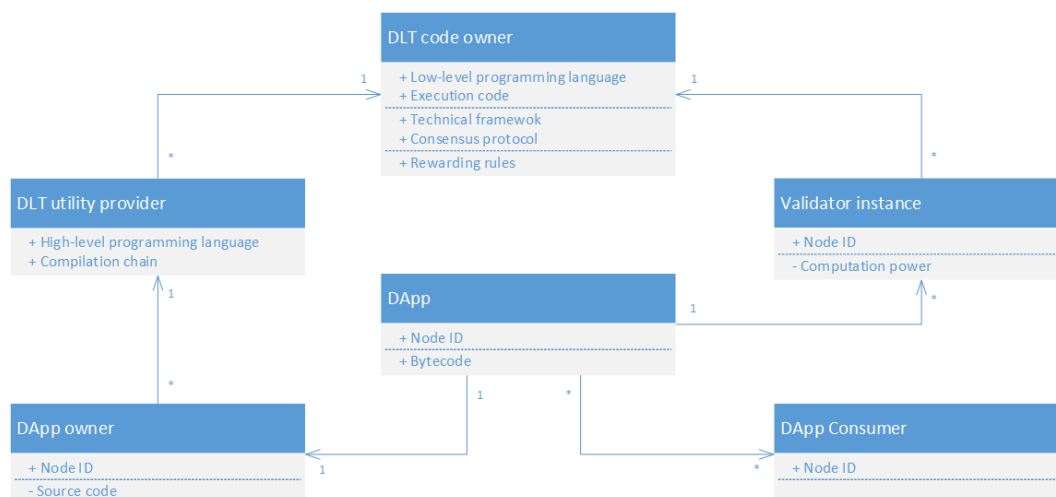 DLT code owner
+ Low-level programming language
+ Execution code
+ Technical framewok
+ Consensus protocol
+ Rewarding rules
1
1
*
*
DLT utility provider
+ High-level programming language
+ Compilation chain
Validator instance
+ Node ID
- Computation power
DApp
+ Node ID
+ Bytecode
1
1
*
*
1
*
DApp owner
+ Node ID
- Source code
1
DApp Consumer
+ Node ID
*